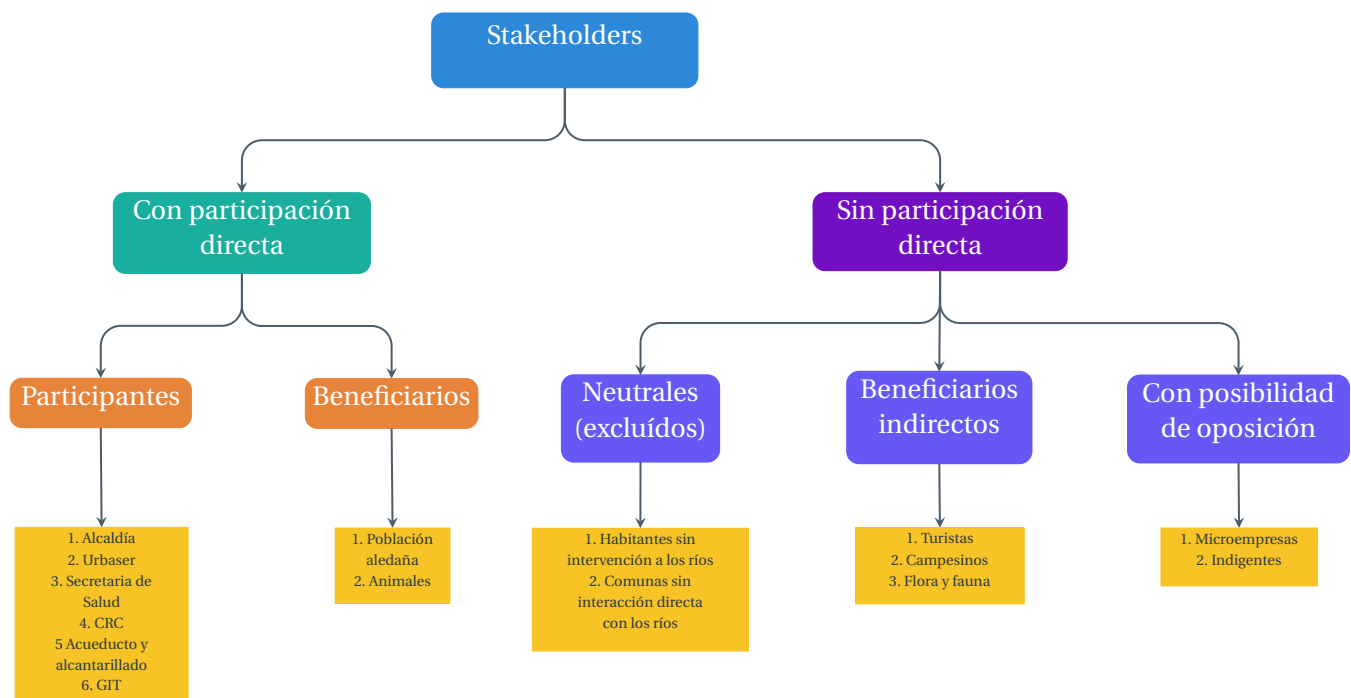 Stakeholders
Con participación
directa
Sin participación
directa
Participantes
Beneficiarios
Neutrales
(excluídos)
Beneficiarios
indirectos
Con posibilidad
de oposición
1. Alcaldía
2. Urbaser
3. Secretaria de
Salud
4. CRC
5 Acueducto y
alcantarillado
6. GIT
1. Población
aledaña
2. Animales
1. Habitantes sin
intervención a los ríos
2. Comunas sin
interacción directa
con los ríos
1. Turistas
2. Campesinos
3. Flora y fauna
1. Microempresas
2. Indigentes